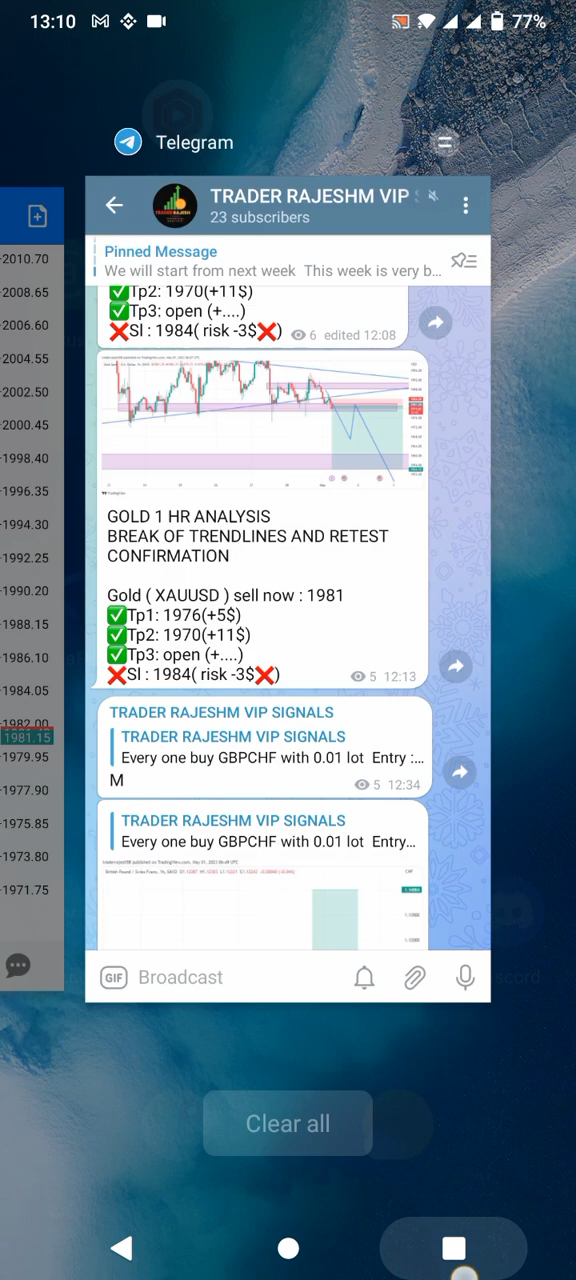 13:10
77%
Telegram
TRADER RAJESHM VIP
23 subscribers
Pinned Message
We will start from next week This week is very b...
✅Tp2: 1970(+11$)
✅Tp3: open (+....)
❌Sl : 1984( risk -3$❌)
6 edited 12:08
GOLD 1 HR ANALYSIS
BREAK OF TRENDLINES AND RETEST
CONFIRMATION
Gold ( XAUUSD ) sell now : 1981
✅Tp1: 1976(+5$)
✅Tp2: 1970(+11$)
✅Tp3: open (+....)
❌Sl : 1984( risk -3$❌)
5 12:13
TRADER RAJESHM VIP SIGNALS
TRADER RAJESHM VIP SIGNALS
Every one buy GBPCHF with 0.01 lot Entry :...
M
5 12:34
TRADER RAJESHM VIP SIGNALS
Every one buy GBPCHF with 0.01 lot Entry...
GIF
Broadcast
2010.70
2008.65
2006.60
2004.55
2002.50
2000.45
1998.40
1996.35
1994.30
1992.25
1990.20
1988.15
1986.10
1984.05
1982.00
1981.15
1979.95
1977.90
1975.85
1973.80
1971.75
Clear all